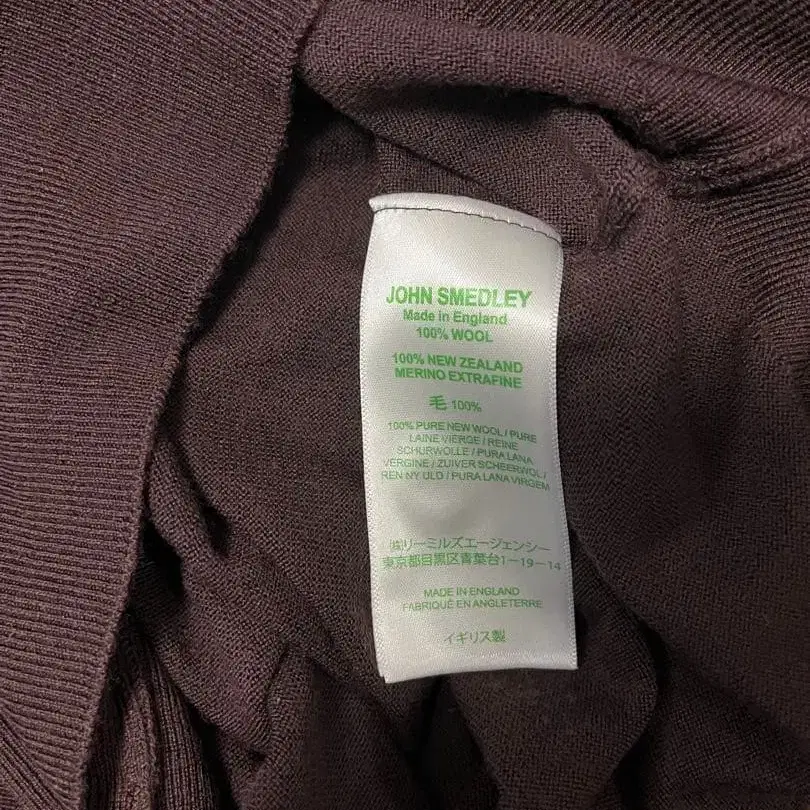 JOHN SMEDLEY
Made in England
100% WOOL
100% NEW ZEALAND
MERINO EXTRAFINE
毛 100%
100% PURE NEW WOOL / PURE
LAINE VIERGE / REINE
SCHURWOLLE / PURA LANA
VERGINE / ZUIVER SCHEERWOL /
REN NY ULD / PURA LANA VIRGEM
㈱リーミルズエージェンシー
東京都目黒区青葉台1-19-14
MADE IN ENGLAND
FABRIQUÉ EN ANGLETERRE
イギリス製